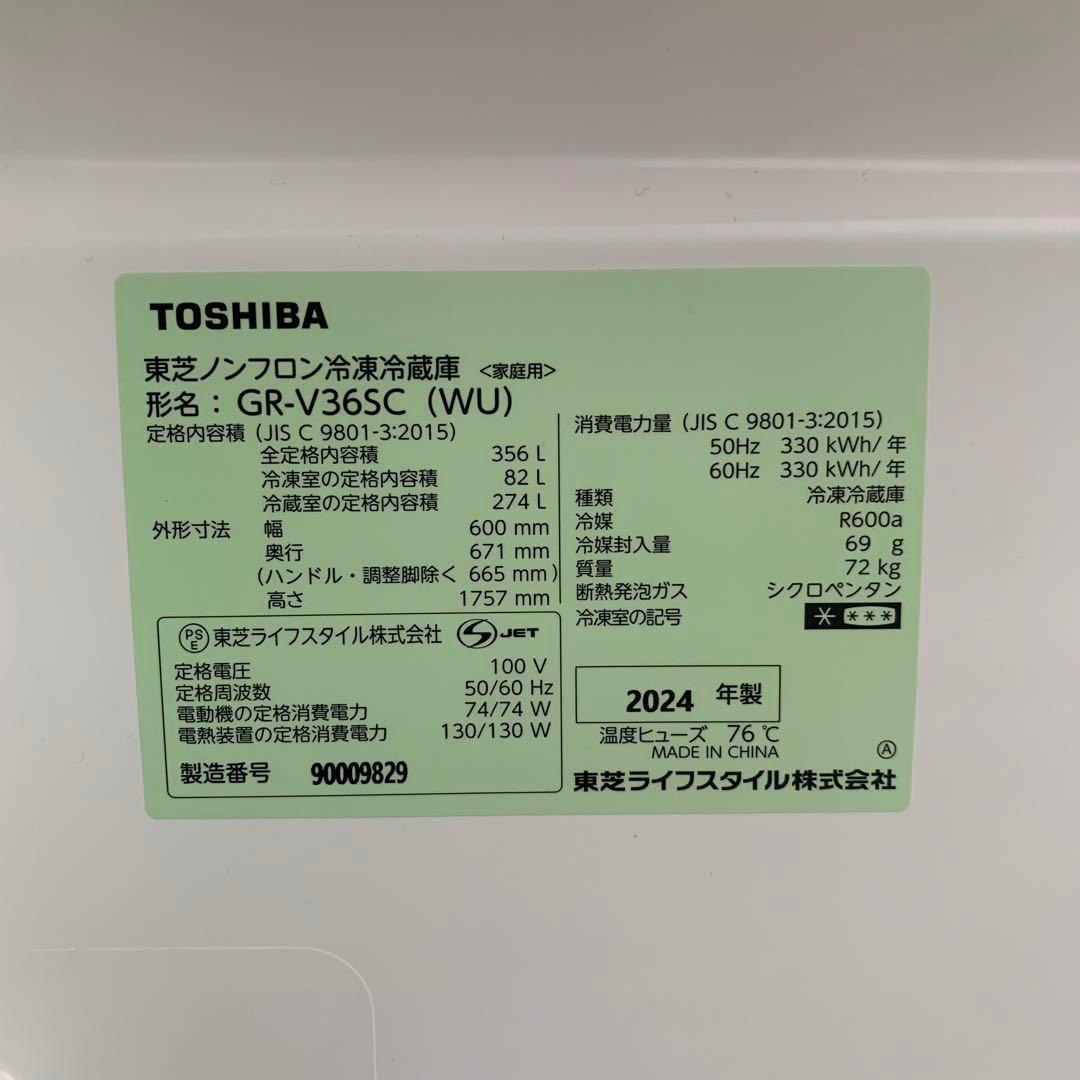 TOSHIBA
東芝ノンフロン冷凍冷蔵庫 <家庭用>
形名: GR-V36SC (WU)
定格内容積 (JIS C 9801-3:2015)
全定格内容積 356 L
冷凍室の定格内容積 82 L
冷蔵室の定格内容積 274 L
外形寸法 幅 600 mm
奥行 671 mm
(ハンドル・調整脚除く 665 mm)
高さ 1757 mm
PSE 東芝ライフスタイル株式会社 S JET
定格電圧 100 V
定格周波数 50/60 Hz
電動機の定格消費電力 74/74 W
電熱装置の定格消費電力 130/130 W
製造番号 90009829
消費電力量 (JIS C 9801-3:2015)
50Hz 330 kWh/年
60Hz 330 kWh/年
種類 冷凍冷蔵庫
冷媒 R600a
冷媒封入量 69 g
質量 72 kg
断熱発泡ガス シクロペンタン
冷凍室の記号 * ***
2024 年製
温度ヒューズ 76 ℃
MADE IN CHINA Ⓐ
東芝ライフスタイル株式会社